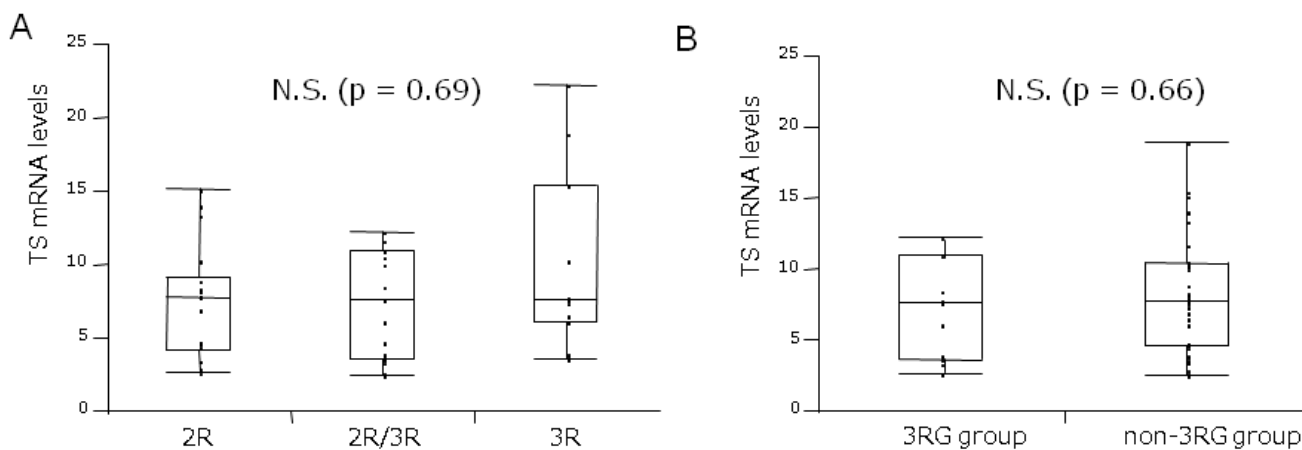 A
25
20
15
10
5
0
TS mRNA levels
N.S. (p = 0.69)
2R
2R/3R
3R
B
25
20
15
10
5
0
TS mRNA levels
N.S. (p = 0.66)
3RG group
non-3RG group